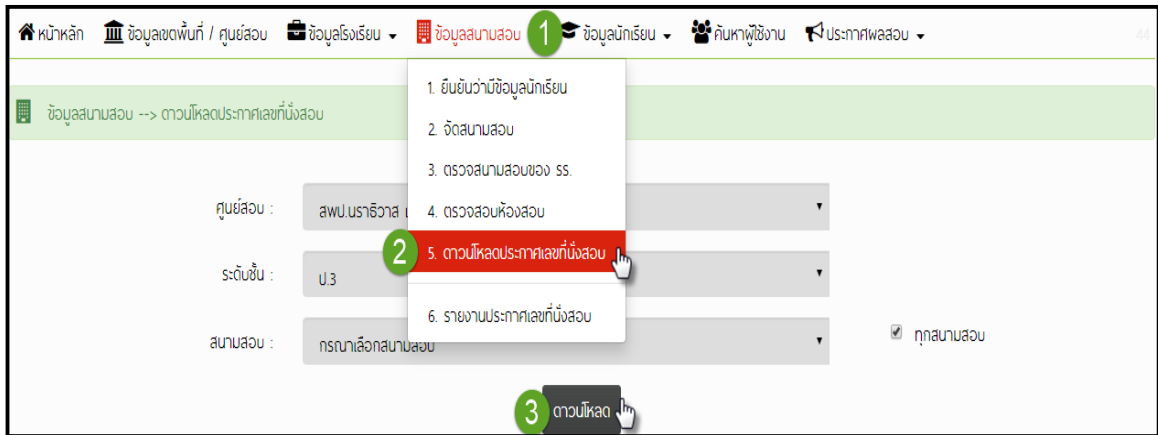 หน้าหลัก ข้อมูลเขตพื้นที่ / ศูนย์สอบ ข้อมูลโรงเรียน ข้อมูลสนามสอบ 1 ข้อมูลนักเรียน ค้นหาผู้ใช้งาน ประกาศผลสอบ 44
1. ยืนยันว่ามีข้อมูลนักเรียน
ข้อมูลสนามสอบ --> ดาวน์โหลดประกาศเลขที่นั่งสอบ
2. จัดสนามสอบ
3. ตรวจสนามสอบของ รร.
ศูนย์สอบ : สพป.นราธิวาส
4. ตรวจสอบห้องสอบ
2 5. ดาวน์โหลดประกาศเลขที่นั่งสอบ
ระดับชั้น : ป.3
6. รายงานประกาศเลขที่นั่งสอบ
สนามสอบ : กรุณาเลือกสนามสอบ ทุกสนามสอบ
3 ดาวน์โหลด